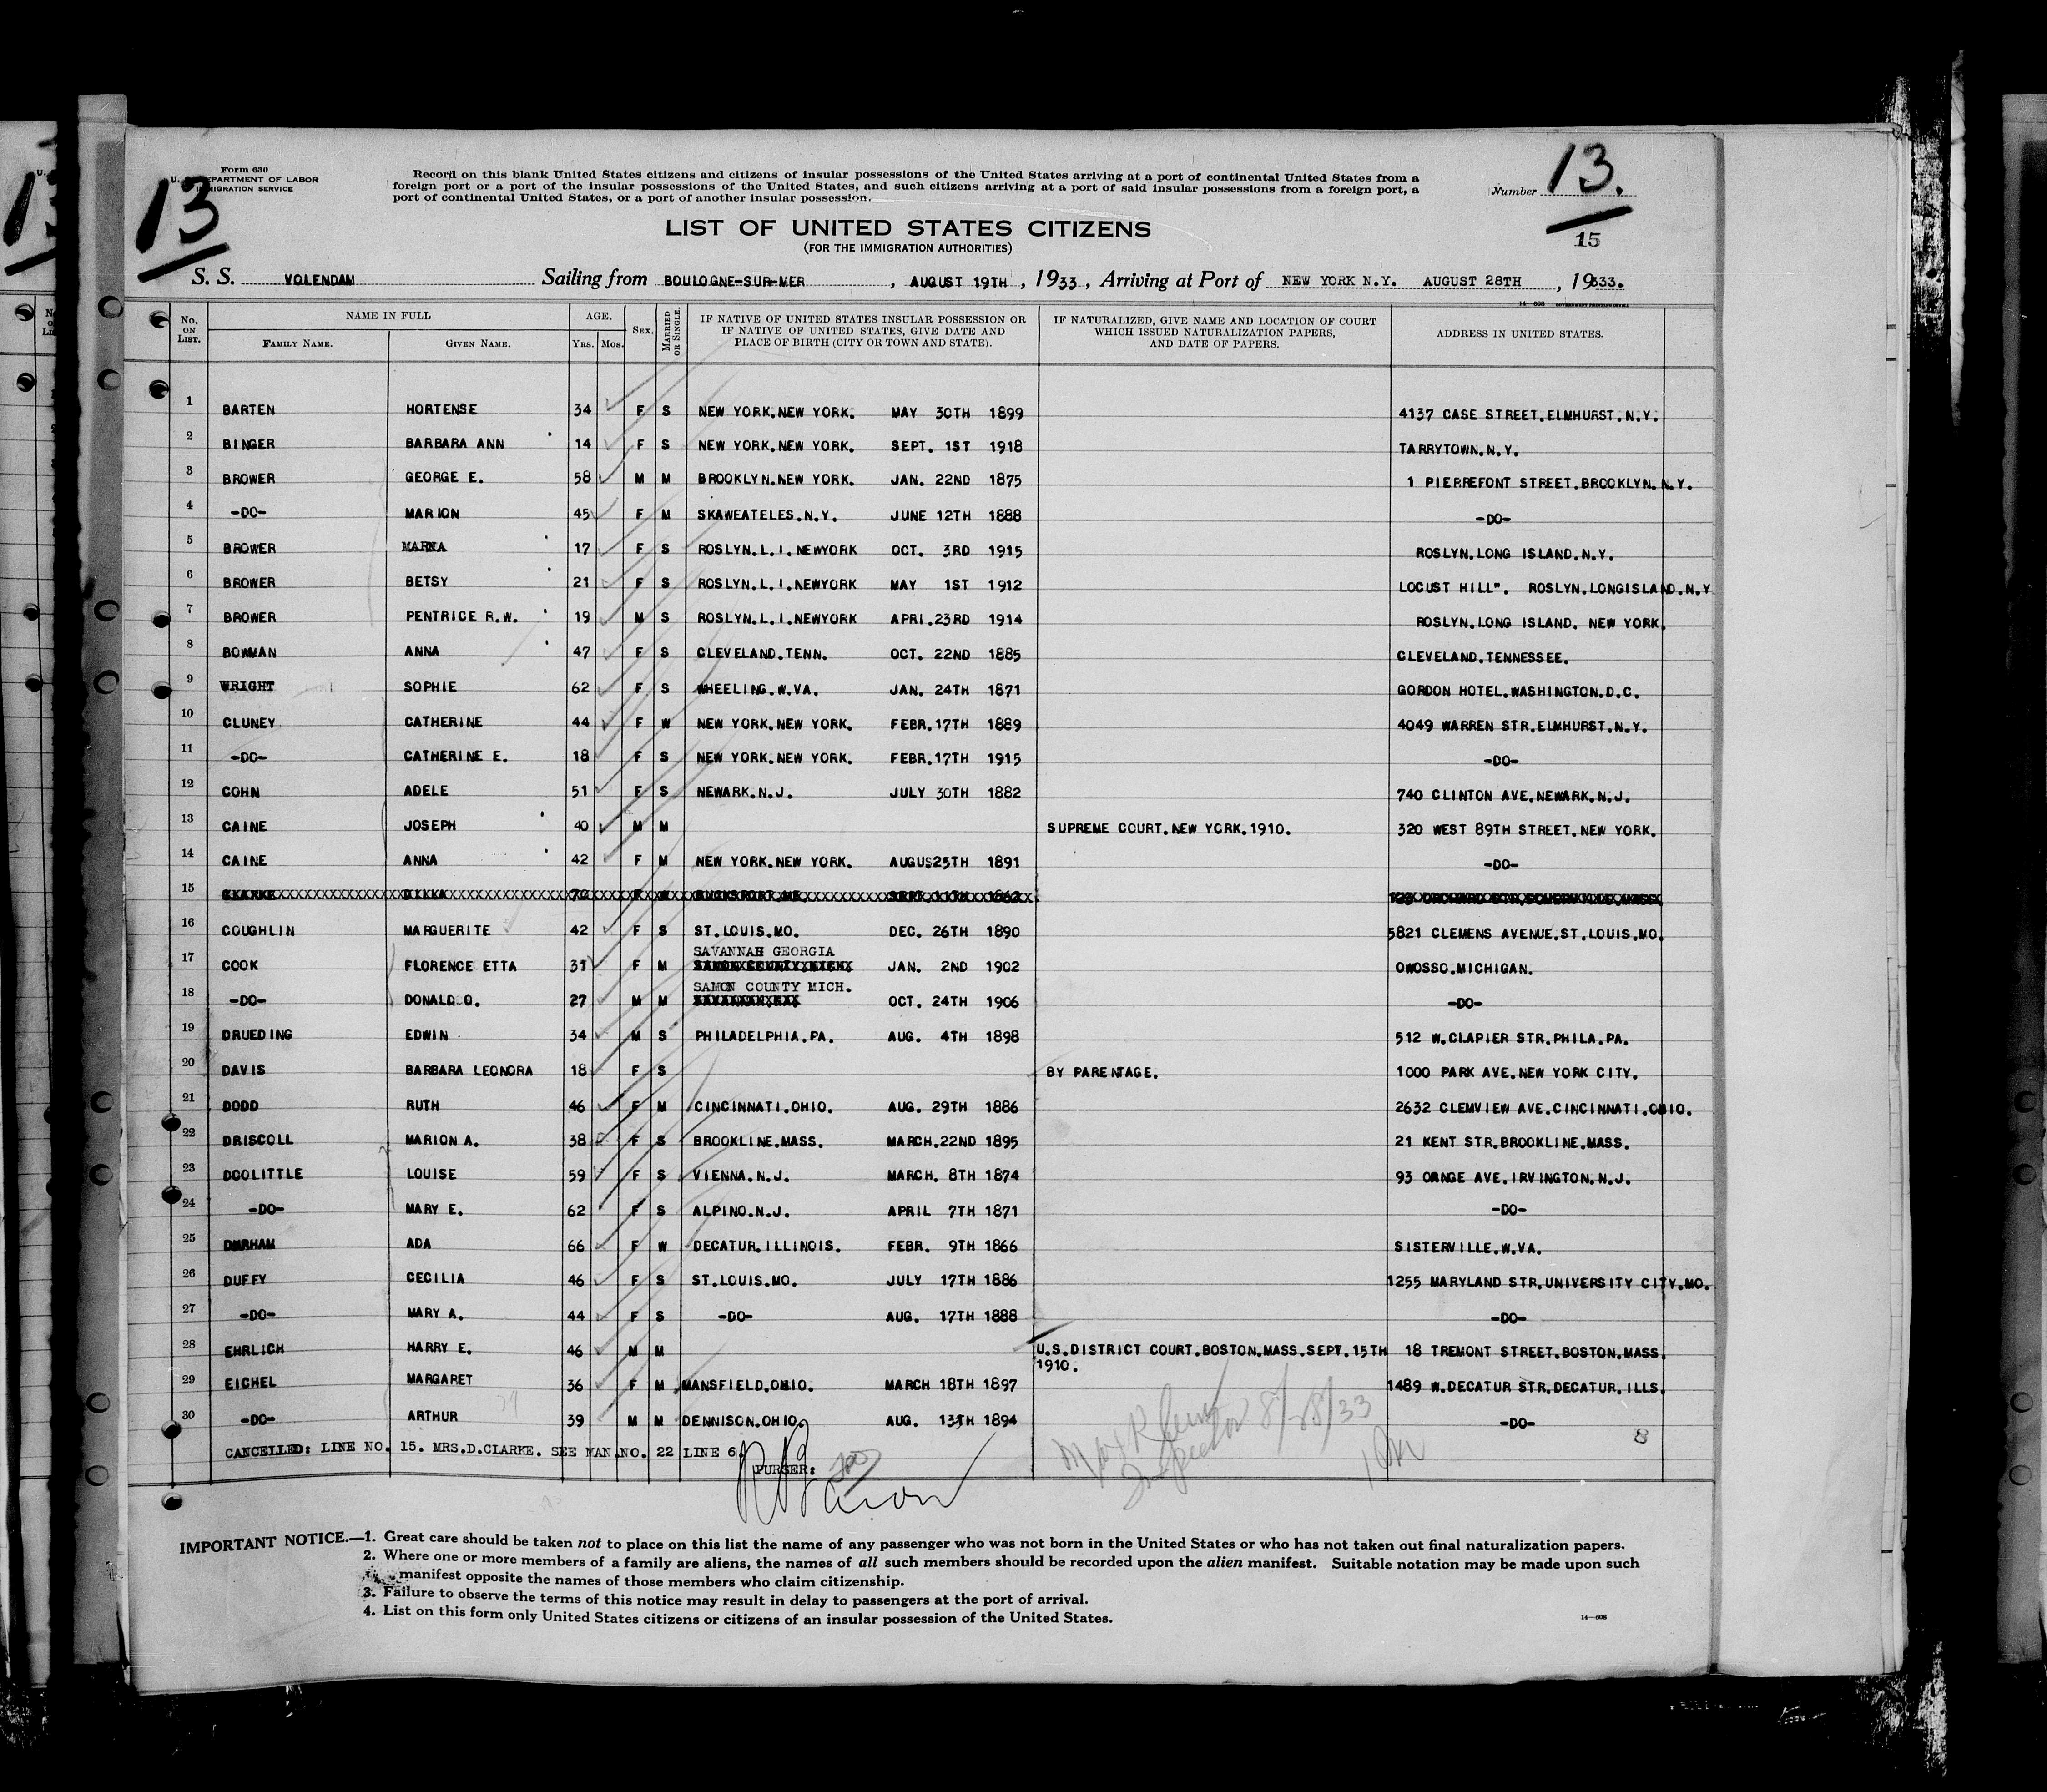 Form 630
U. S. DEPARTMENT OF LABOR
IMMIGRATION SERVICE
13
Record on this blank United States citizens and citizens of insular possessions of the United States arriving at a port of continental United States from a
foreign port or a port of the insular possessions of the United States, and such citizens arriving at a port of said insular possessions from a foreign port, a
port of continental United States, or a port of another insular possession.
Number 13.
15
LIST OF UNITED STATES CITIZENS
(FOR THE IMMIGRATION AUTHORITIES)
S. S. VOLENDAM Sailing from BOULOGNE-SUR-MER , AUGUST 19TH , 1933 , Arriving at Port of NEW YORK N.Y. AUGUST 28TH , 1933.
No. ON LIST. NAME IN FULL FAMILY NAME. GIVEN NAME. AGE. YRS. MOS. SEX. MARRIED OR SINGLE. IF NATIVE OF UNITED STATES INSULAR POSSESSION OR IF NATIVE OF UNITED STATES, GIVE DATE AND PLACE OF BIRTH (CITY OR TOWN AND STATE). IF NATURALIZED, GIVE NAME AND LOCATION OF COURT WHICH ISSUED NATURALIZATION PAPERS, AND DATE OF PAPERS. ADDRESS IN UNITED STATES.
1 BARTEN HORTENSE 34 F S NEW YORK.NEW YORK. MAY 30TH 1899 4137 CASE STREET.ELMHURST.N.Y.
2 BINGER BARBARA ANN 14 F S NEW YORK.NEW YORK. SEPT. 1ST 1918 TARRYTOWN.N.Y.
3 BROWER GEORGE E. 58 M M BROOKLYN.NEW YORK. JAN. 22ND 1875 1 PIERREFONT STREET.BROOKLYN.N.Y.
4 -DO- MARION 45 F M SKAWEATELES.N.Y. JUNE 12TH 1888 -DO-
5 BROWER 17 F S ROSLYN.L.I.NEWYORK OCT. 3RD 1915 ROSLYN.LONG ISLAND.N.Y.
6 BROWER BETSY 21 F S ROSLYN.L.I.NEWYORK MAY 1ST 1912 LOCUST HILL". ROSLYN.LONGISLAND.N.Y
7 BROWER PENTRICE R.W. 19 M S ROSLYN.L.I.NEWYORK APRI.23RD 1914 ROSLYN.LONG ISLAND. NEW YORK.
8 BOWMAN ANNA 47 F S CLEVELAND.TENN. OCT. 22ND 1885 CLEVELAND.TENNESSEE.
9 WRIGHT SOPHIE 62 F S WHEELING.W.VA. JAN. 24TH 1871 GORDON HOTEL.WASHINGTON.D.C.
10 CLUNEY CATHERINE 44 F W NEW YORK.NEW YORK. FEBR.17TH 1889 4049 WARREN STR.ELMHURST.N.Y.
11 -DO- CATHERINE E. 18 F S NEW YORK.NEW YORK. FEBR.17TH 1915 -DO-
12 COHN ADELE 51 F S NEWARK.N.J. JULY 30TH 1882 740 CLINTON AVE.NEWARK.N.J.
13 CAINE JOSEPH 40 M M SUPREME COURT.NEW YORK.1910. 320 WEST 89TH STREET.NEW YORK.
14 CAINE ANNA 42 F M NEW YORK.NEW YORK. AUGUS25TH 1891 -DO-
15
16 COUGHLIN MARGUERITE 42 F S ST.LOUIS.MO. DEC. 26TH 1890 5821 CLEMENS AVENUE.ST.LOUIS.MO.
SAVANNAH GEORGIA
17 COOK FLORENCE ETTA 31 F M JAN. 2ND 1902 OWOSSO.MICHIGAN.
SAMON COUNTY MICH.
18 -DO- DONALD O. 27 M M OCT. 24TH 1906 -DO-
19 DRUEDING EDWIN 34 M S PHILADELPHIA.PA. AUG. 4TH 1898 512 W.CLAPIER STR.PHILA.PA.
20 DAVIS BARBARA LEONORA 18 F S BY PARENTAGE. 1000 PARK AVE.NEW YORK CITY.
21 DODD RUTH 46 F M CINCINNATI.OHIO. AUG. 29TH 1886 2632 CLEMVIEW AVE.CINCINNATI.OHIO.
22 DRISCOLL MARION A. 38 F S BROOKLINE.MASS. MARCH.22ND 1895 21 KENT STR.BROOKLINE.MASS.
23 DOOLITTLE LOUISE 59 F S VIENNA.N.J. MARCH. 8TH 1874 93 ORNGE AVE.IRVINGTON.N.J.
24 -DO- MARY E. 62 F S ALPINO.N.J. APRIL 7TH 1871 -DO-
25 DURHAM ADA 66 F W DECATUR.ILLINOIS. FEBR. 9TH 1866 SISTERVILLE.W.VA.
26 DUFFY CECILIA 46 F S ST.LOUIS.MO. JULY 17TH 1886 1255 MARYLAND STR.UNIVERSITY CITY.MO.
27 -DO- MARY A. 44 F S -DO- AUG. 17TH 1888 -DO-
28 EHRLICH HARRY E. 46 M M U.S.DISTRICT COURT.BOSTON.MASS.SEPT.15TH 18 TREMONT STREET.BOSTON.MASS.
1910.
29 EICHEL MARGARET 36 F M MANSFIELD.OHIO. MARCH 18TH 1897 1489 W.DECATUR STR.DECATUR.ILLS.
30 -DO- ARTHUR 39 M M DENNISON.OHIO. AUG. 13TH 1894 -DO-
8
CANCELLED: LINE NO. 15. MRS.D.CLARKE. SEE MAN.NO. 22 LINE 6.
PURSER:
Inspector 8/28/33
IMPORTANT NOTICE.—1. Great care should be taken not to place on this list the name of any passenger who was not born in the United States or who has not taken out final naturalization papers.
2. Where one or more members of a family are aliens, the names of all such members should be recorded upon the alien manifest. Suitable notation may be made upon such
manifest opposite the names of those members who claim citizenship.
3. Failure to observe the terms of this notice may result in delay to passengers at the port of arrival.
4. List on this form only United States citizens or citizens of an insular possession of the United States.
14—608